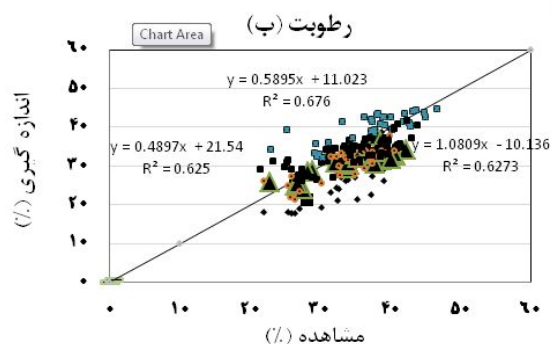 رطوبت (ب)
Chart Area
۶۰
۵۰
۴۰
۳۰
۲۰
۱۰
۰
اندازه گیری (٪)
y = 0.5895x + 11.023
R² = 0.676
y = 0.4897x + 21.54
R² = 0.625
y = 1.0809x - 10.136
R² = 0.6273
۰ ۱۰ ۲۰ ۳۰ ۴۰ ۵۰ ۶۰
مشاهده (٪)